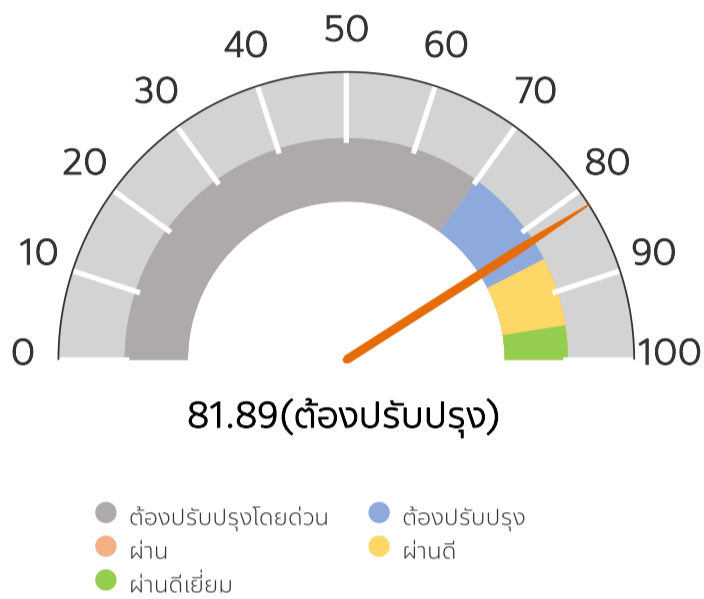 50
40 60
30 70
20 80
10 90
0 100
81.89(ต้องปรับปรุง)
ต้องปรับปรุงโดยด่วน ต้องปรับปรุง
ผ่าน ผ่านดี
ผ่านดีเยี่ยม